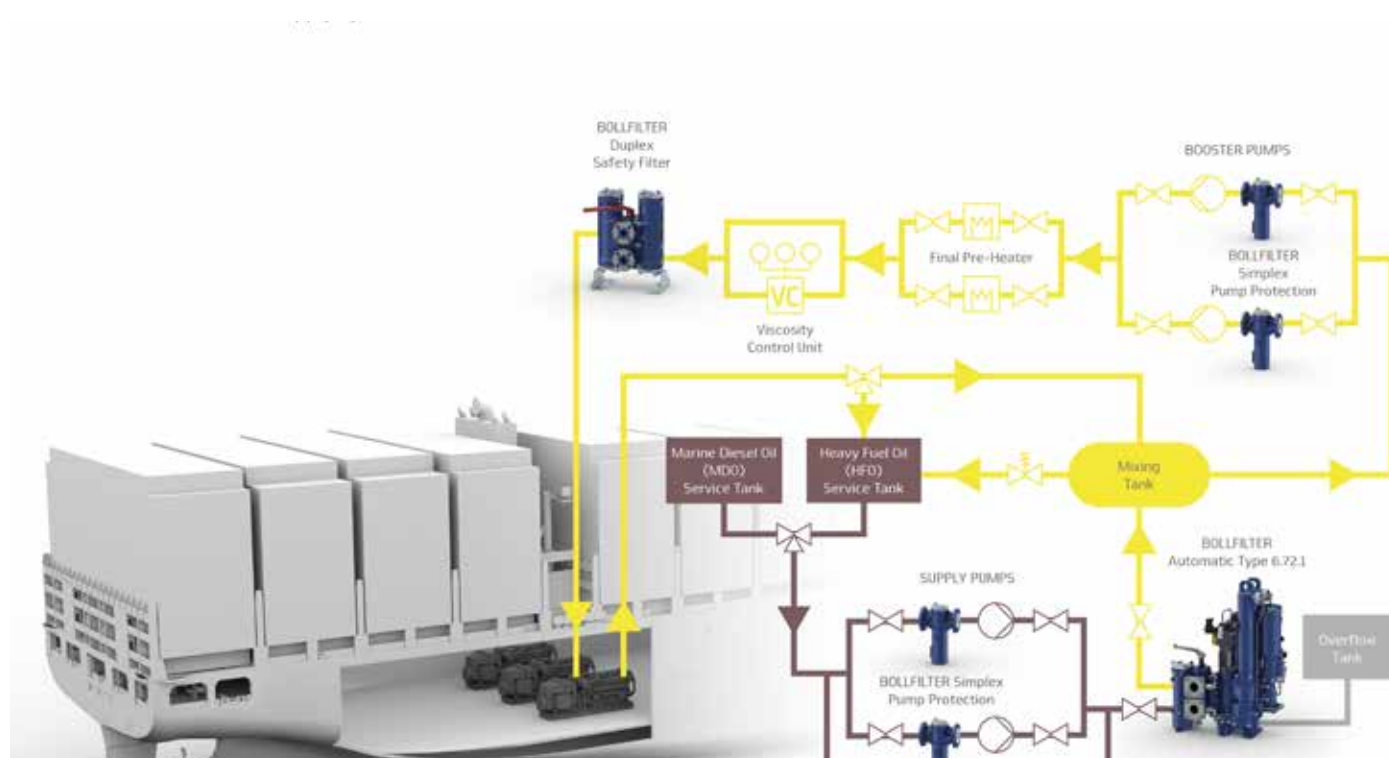 BOLLFILTER
Duplex
Safety Filter
BOOSTER PUMPS
BOLLFILTER
Simplex
Pump Protection
Final Pre-Heater
VC
Viscosity
Control Unit
Marine Diesel Oil
(MDO)
Service Tank
Heavy Fuel Oil
(HFO)
Service Tank
Mixing
Tank
BOLLFILTER
Automatic Type 6.72.1
SUPPLY PUMPS
BOLLFILTER Simplex
Pump Protection
Overflow
Tank